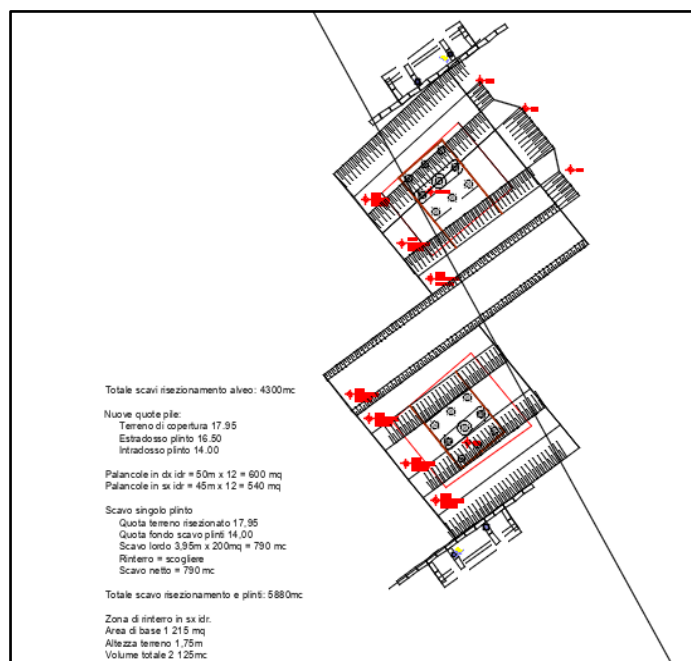 Totale scavi risezionamento alveo: 4300mc
Nuove quote pile:
Terreno di copertura 17.95
Estradosso plinto 16.50
Intradosso plinto 14.00
Palancole in dx idr = 50m x 12 = 600 mq
Palancole in sx idr = 45m x 12 = 540 mq
Scavo singolo plinto
Quota terreno risezionato 17,95
Quota fondo scavo plinti 14,00
Scavo lordo 3,95m x 200mq = 790 mc
Rinterro = scogliere
Scavo netto = 790 mc
Totale scavo risezionamento e plinti: 5880mc
Zona di rinterro in sx idr.
Area di base 1 215 mq
Altezza terreno 1,75m
Volume totale 2 125mc